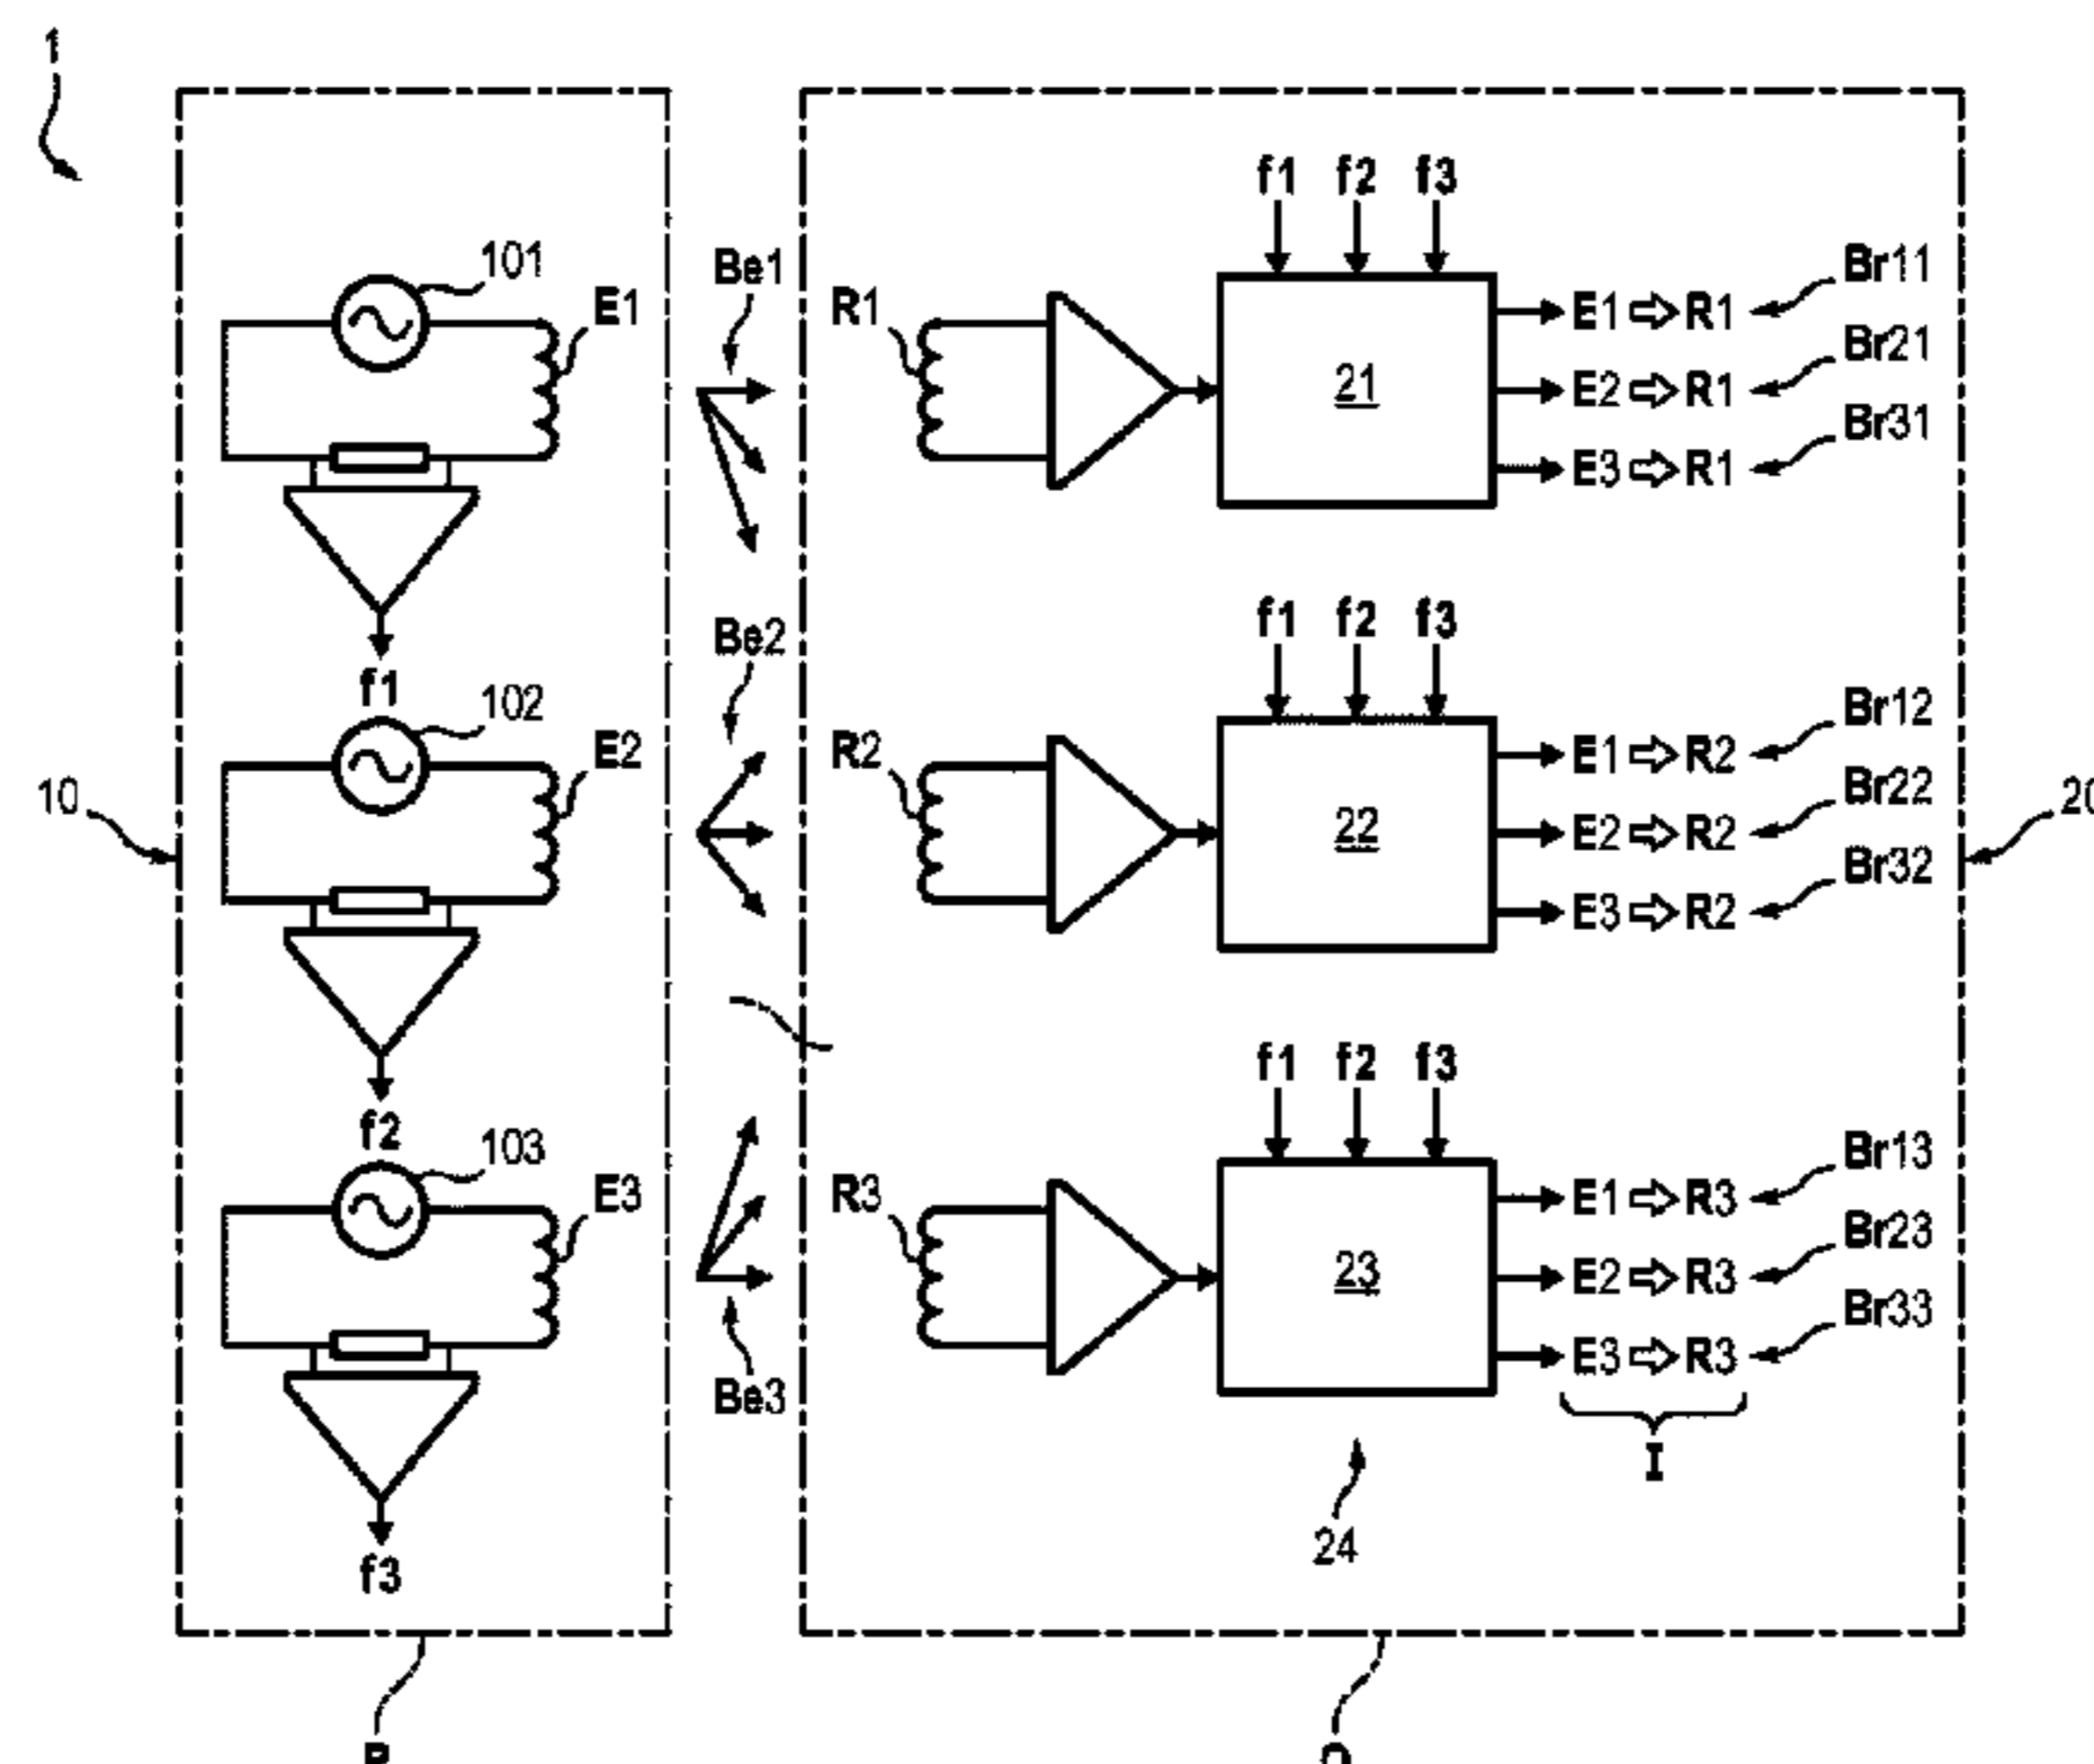 1
f1 f2 f3
101
Be1
Br11
E1
R1
E1 ⇨ R1
Br21
21
E2 ⇨ R1
Br31
E3 ⇨ R1
f1
Be2
f1 f2 f3
102
Br12
E2
R2
E1 ⇨ R2
Br22
10
22
E2 ⇨ R2
20
Br32
E3 ⇨ R2
f2
f1 f2 f3
103
Br13
E3
R3
E1 ⇨ R3
Br23
23
E2 ⇨ R3
Br33
E3 ⇨ R3
Be3
I
24
f3